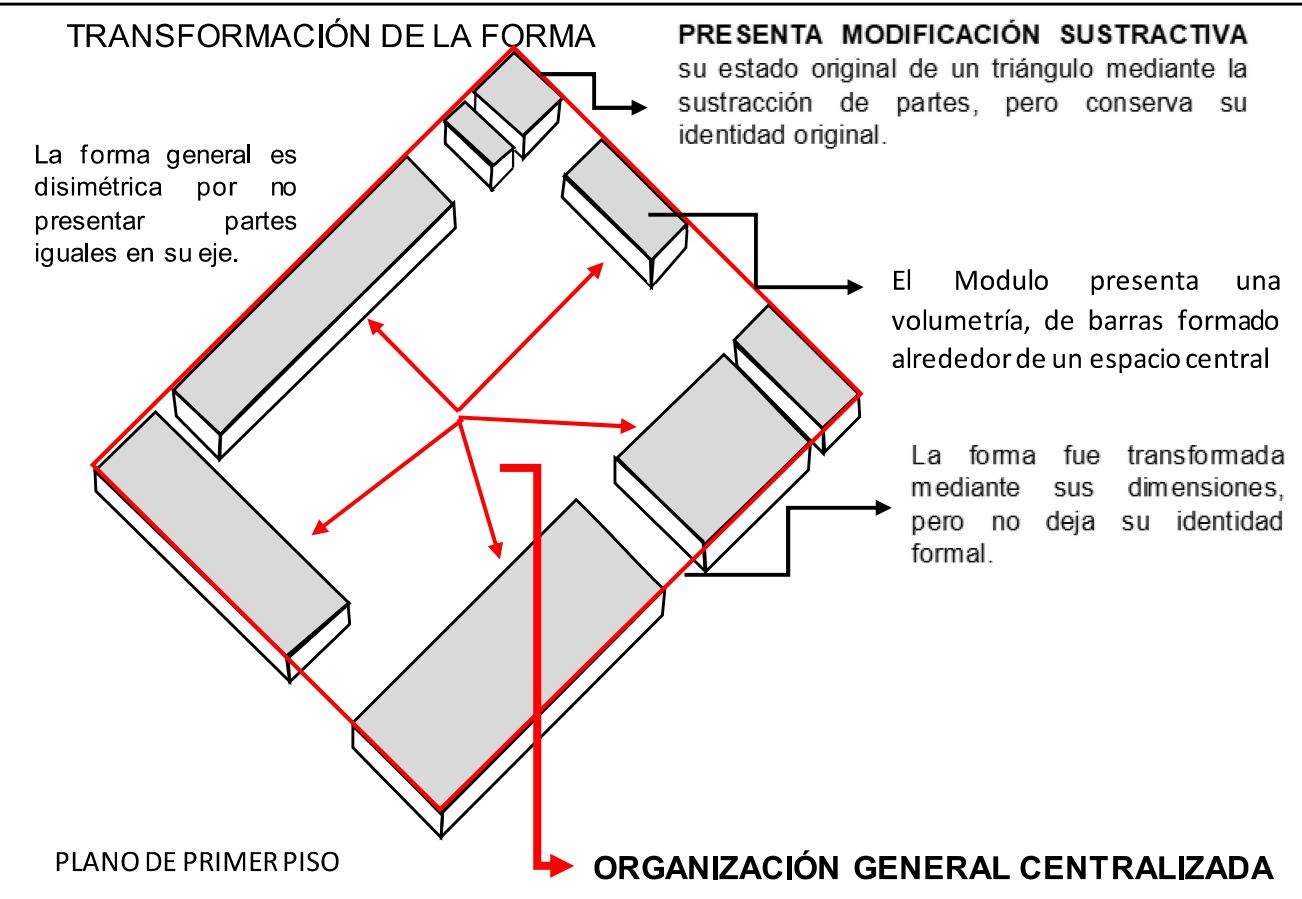 TRANSFORMACIÓN DE LA FORMA
PRESENTA MODIFICACIÓN SUSTRACTIVA
su estado original de un triángulo mediante la
sustracción de partes, pero conserva su
identidad original.
La forma general es
disimétrica por no
presentar partes
iguales en su eje.
El Modulo presenta una
volumetría, de barras formado
alrededor de un espacio central
La forma fue transformada
mediante sus dimensiones,
pero no deja su identidad
formal.
PLANO DE PRIMER PISO
ORGANIZACIÓN GENERAL CENTRALIZADA